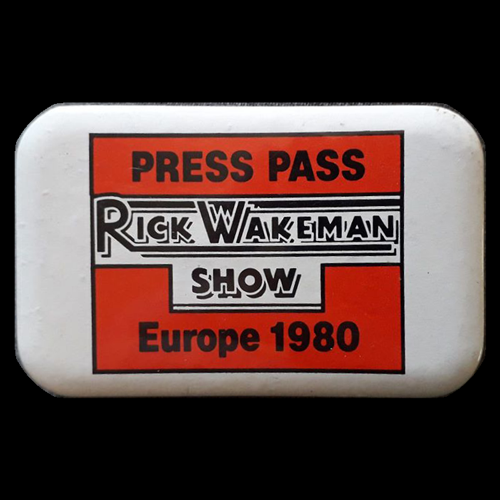 PRESS PASS
RICK WAKEMAN
SHOW
Europe 1980